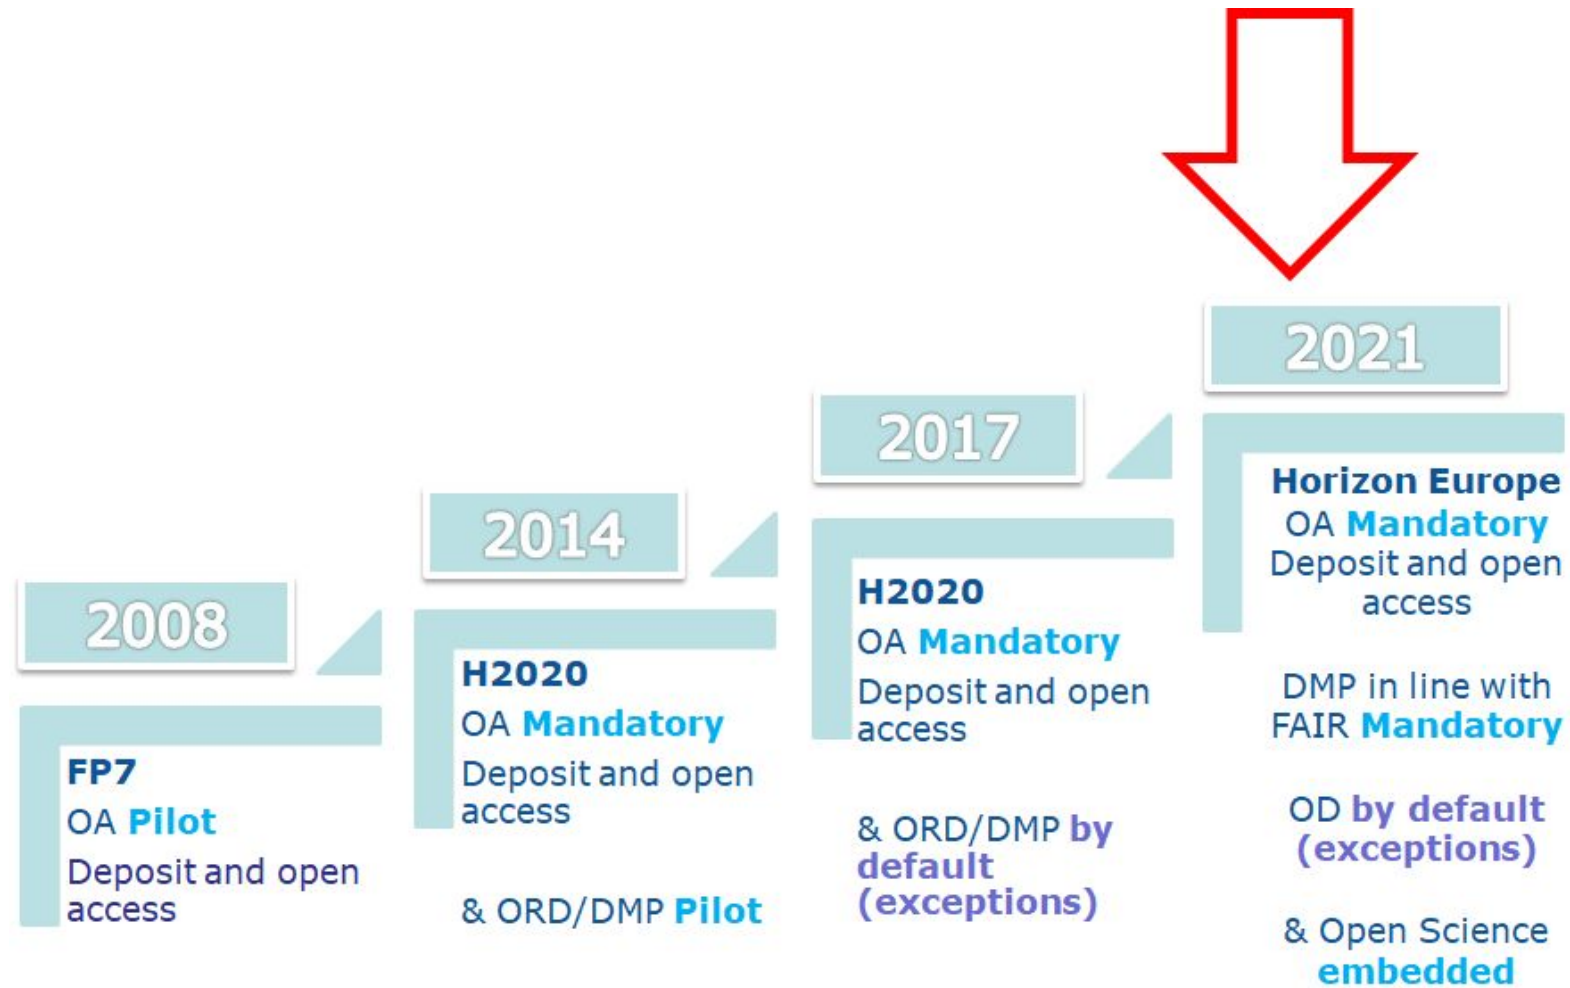 2008
FP7
OA Pilot
Deposit and open
access
2014
H2020
OA Mandatory
Deposit and open
access
& ORD/DMP Pilot
2017
H2020
OA Mandatory
Deposit and open
access
& ORD/DMP by
default
(exceptions)
2021
Horizon Europe
OA Mandatory
Deposit and open
access
DMP in line with
FAIR Mandatory
OD by default
(exceptions)
& Open Science
embedded